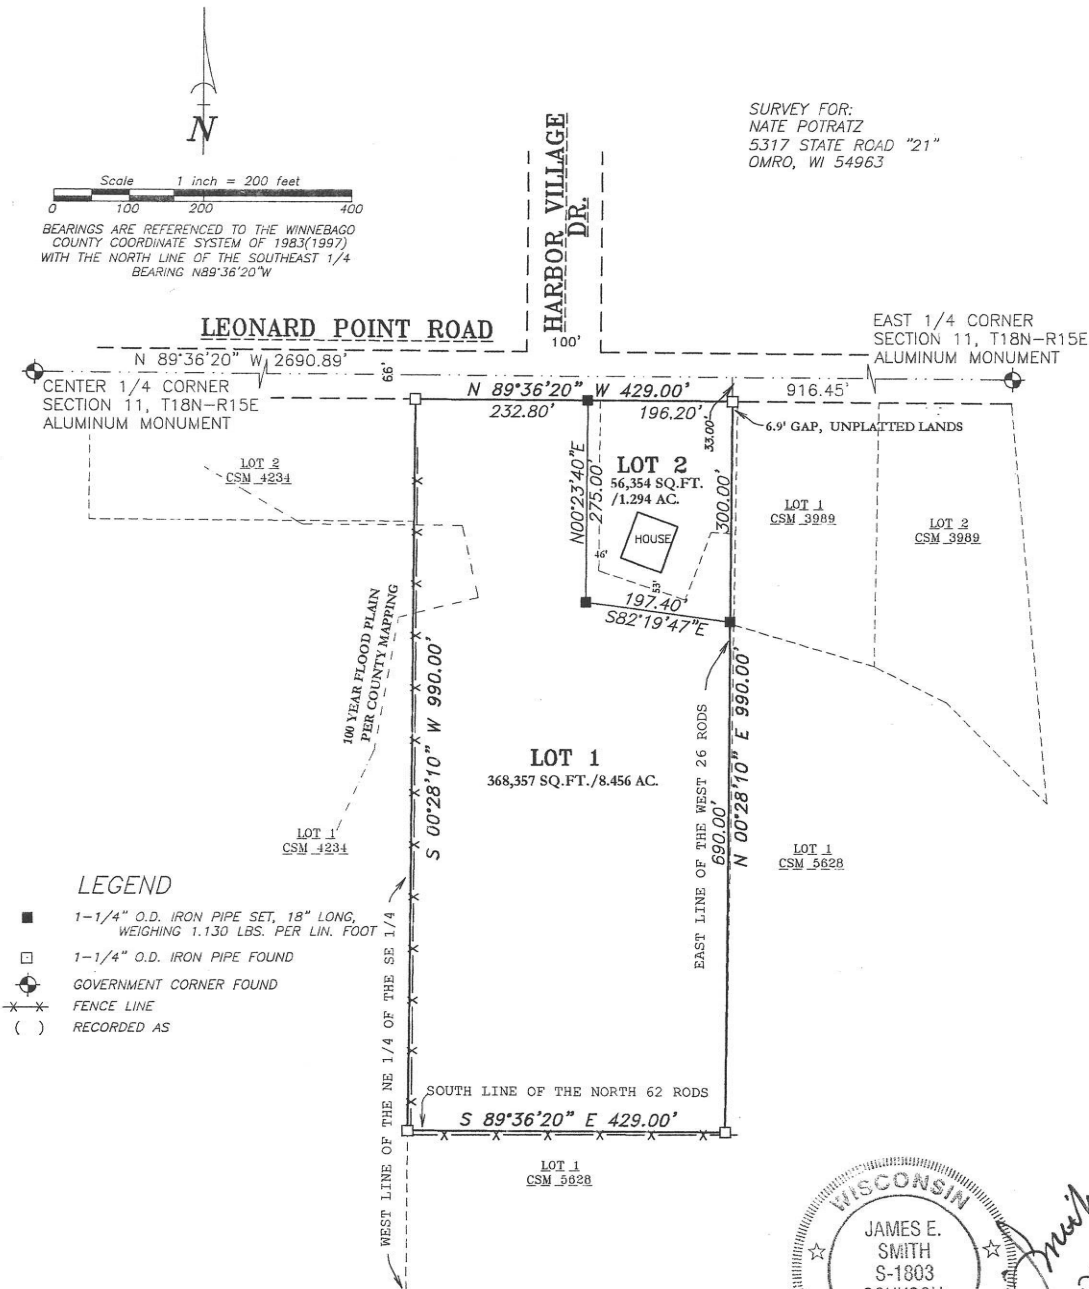 N
Scale 1 inch = 200 feet
0 100 200 400
BEARINGS ARE REFERENCED TO THE WINNEBAGO
COUNTY COORDINATE SYSTEM OF 1983(1997)
WITH THE NORTH LINE OF THE SOUTHEAST 1/4
BEARING N89°36'20"W
SURVEY FOR:
NATE POTRATZ
5317 STATE ROAD "21"
OMRO, WI 54963
HARBOR VILLAGE
DR.
100'
LEONARD POINT ROAD
N 89°36'20" W 2690.89'
66'
CENTER 1/4 CORNER
SECTION 11, T18N-R15E
ALUMINUM MONUMENT
EAST 1/4 CORNER
SECTION 11, T18N-R15E
ALUMINUM MONUMENT
N 89°36'20" W 429.00'
916.45'
232.80'
196.20'
33.00'
6.9' GAP, UNPLATTED LANDS
LOT 2
CSM 4234
N00°23'40"E
275.00'
LOT 2
56,354 SQ.FT.
/1.294 AC.
300.00'
HOUSE
46'
53'
197.40'
S82°19'47"E
LOT 1
CSM 3989
LOT 2
CSM 3989
100 YEAR FLOOD PLAIN
PER COUNTY MAPPING
S 00°28'10" W 990.00'
LOT 1
368,357 SQ.FT./8.456 AC.
EAST LINE OF THE WEST 26 RODS
690.00'
N 00°28'10" E 990.00'
LOT 1
CSM 4234
LOT 1
CSM 5628
LEGEND
1-1/4" O.D. IRON PIPE SET, 18" LONG,
WEIGHING 1.130 LBS. PER LIN. FOOT
1-1/4" O.D. IRON PIPE FOUND
GOVERNMENT CORNER FOUND
FENCE LINE
( ) RECORDED AS
WEST LINE OF THE NE 1/4 OF THE SE 1/4
SOUTH LINE OF THE NORTH 62 RODS
S 89°36'20" E 429.00'
LOT 1
CSM 5628
WISCONSIN
JAMES E.
SMITH
S-1803